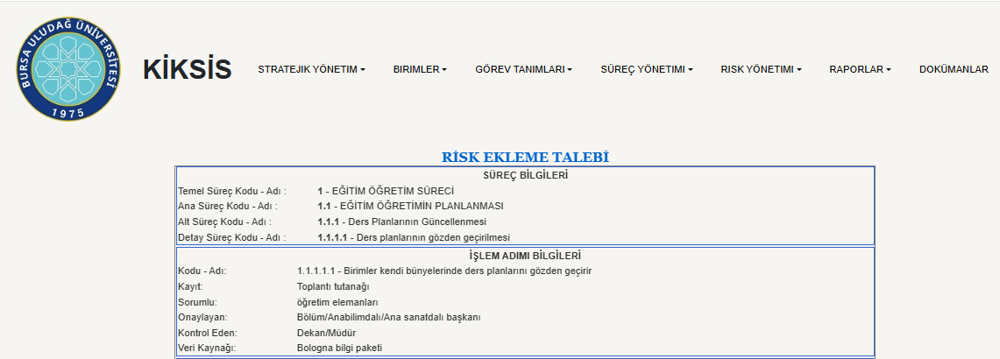 BURSA ULUDAĞ ÜNİVERSİTESİ
1975
KİKSİS
STRATEJIK YÖNETIM
BIRIMLER
GÖREV TANIMLARI
SÜREÇ YÖNETIMI
RISK YÖNETIMI
RAPORLAR
DOKÜMANLAR
RİSK EKLEME TALEBİ
SÜREÇ BİLGİLERİ
Temel Süreç Kodu - Adı : 1 - EĞİTİM ÖĞRETİM SÜRECİ
Ana Süreç Kodu - Adı : 1.1 - EĞİTİM ÖĞRETİMİN PLANLANMASI
Alt Süreç Kodu - Adı : 1.1.1 - Ders Planlarının Güncellenmesi
Detay Süreç Kodu - Adı : 1.1.1.1 - Ders planlarının gözden geçirilmesi
İŞLEM ADIMI BİLGİLERİ
Kodu - Adı: 1.1.1.1.1 - Birimler kendi bünyelerinde ders planlarını gözden geçirir
Kayıt: Toplantı tutanağı
Sorumlu: öğretim elemanları
Onaylayan: Bölüm/Anabilimdalı/Ana sanatdalı başkanı
Kontrol Eden: Dekan/Müdür
Veri Kaynağı: Bologna bilgi paketi